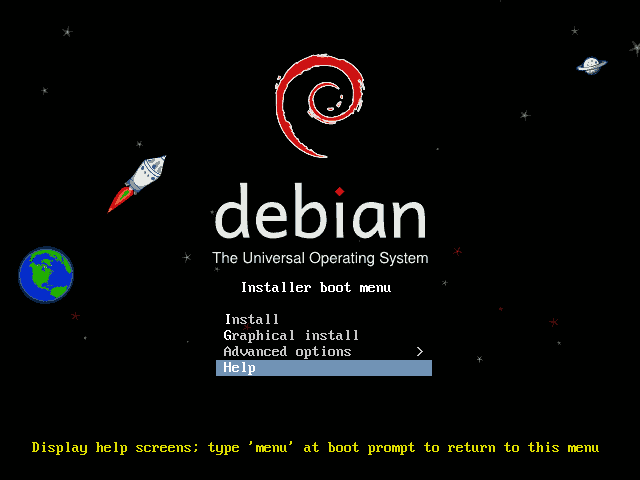 debian
The Universal Operating System
Installer boot menu
Install
Graphical install
Advanced options >
Help
Display help screens; type 'menu' at boot prompt to return to this menu